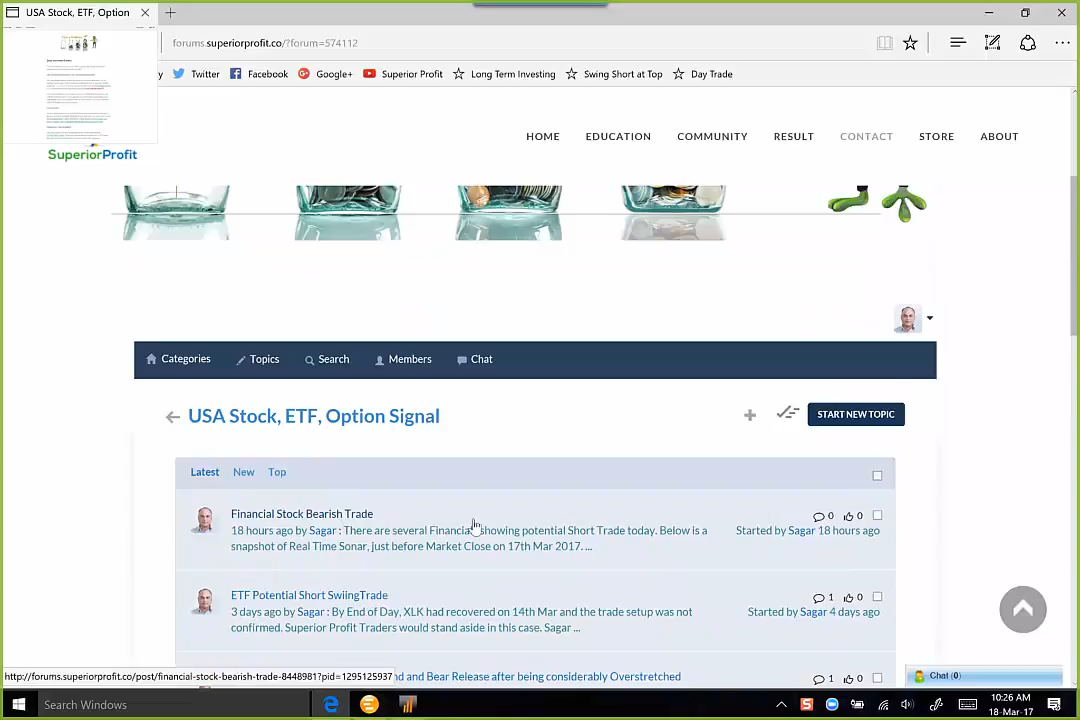 USA Stock, ETF, Option
forums.superiorprofit.co/?forum=574112
y Twitter Facebook Google+ Superior Profit Long Term Investing Swing Short at Top Day Trade
HOME EDUCATION COMMUNITY RESULT CONTACT STORE ABOUT
SuperiorProfit
Categories Topics Search Members Chat
USA Stock, ETF, Option Signal
START NEW TOPIC
Latest New Top
Financial Stock Bearish Trade
0 0
18 hours ago by Sagar : There are several Financial showing potential Short Trade today. Below is a
Started by Sagar 18 hours ago
snapshot of Real Time Sonar, just before Market Close on 17th Mar 2017. ...
ETF Potential Short SwiingTrade
1 0
3 days ago by Sagar : By End of Day, XLK had recovered on 14th Mar and the trade setup was not
Started by Sagar 4 days ago
confirmed. Superior Profit Traders would stand aside in this case. Sagar ...
http://forums.superiorprofit.co/post/financial-stock-bearish-trade-8448981?pid=1295125937
nd and Bear Release after being considerably Overstretched
1 0
Chat (0)
Search Windows
10:26 AM
18-Mar-17